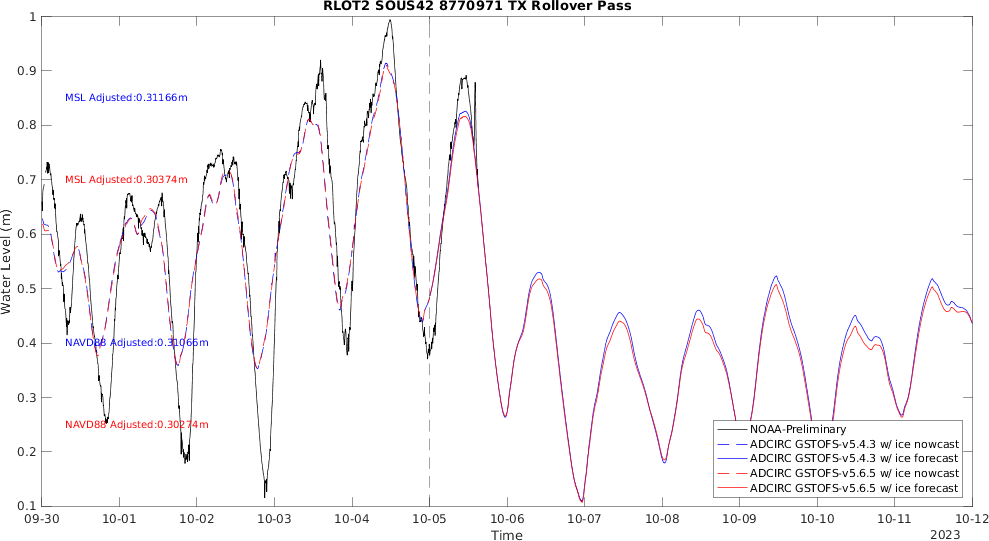 RLOT2 SOUS42 8770971 TX Rollover Pass
Water Level (m)
1
0.9
0.8
0.7
0.6
0.5
0.4
0.3
0.2
0.1
MSL Adjusted:0.31166m
MSL Adjusted:0.30374m
NAVD88 Adjusted:0.31066m
NAVD88 Adjusted:0.30274m
NOAA-Preliminary
ADCIRC GSTOFS-v5.4.3 w/ ice nowcast
ADCIRC GSTOFS-v5.4.3 w/ ice forecast
ADCIRC GSTOFS-v5.6.5 w/ ice nowcast
ADCIRC GSTOFS-v5.6.5 w/ ice forecast
09-30 10-01 10-02 10-03 10-04 10-05 10-06 10-07 10-08 10-09 10-10 10-11 10-12
Time
2023